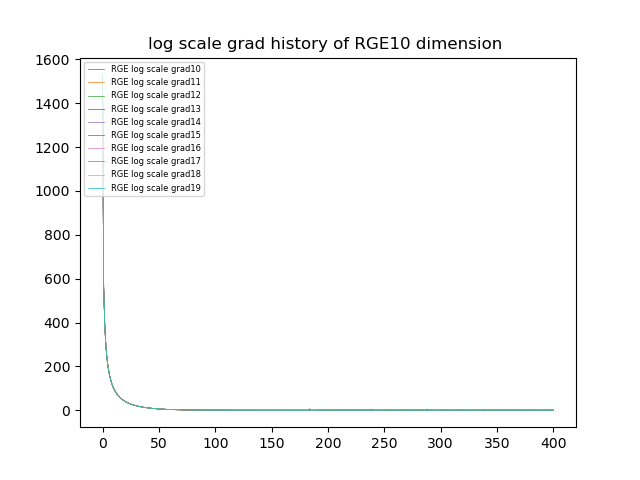 log scale grad history of RGE10 dimension
1600
1400
1200
1000
800
600
400
200
0
RGE log scale grad10
RGE log scale grad11
RGE log scale grad12
RGE log scale grad13
RGE log scale grad14
RGE log scale grad15
RGE log scale grad16
RGE log scale grad17
RGE log scale grad18
RGE log scale grad19
0 50 100 150 200 250 300 350 400